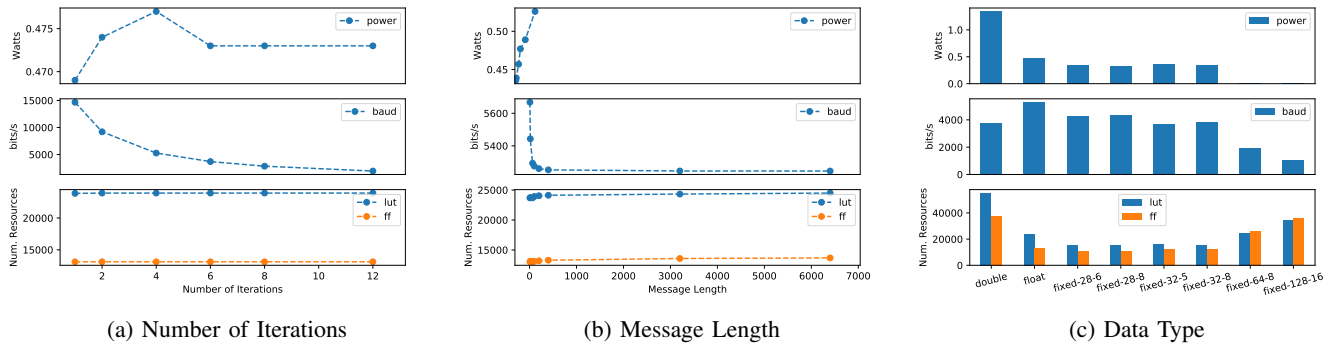 Watts
0.475
0.470
power
bits/s
15000
10000
5000
baud
Num. Resources
20000
15000
lut
ff
2 4 6 8 10 12
Number of Iterations
(a) Number of Iterations
Watts
0.50
0.45
power
bits/s
5600
5400
baud
Num. Resources
25000
20000
15000
lut
ff
0 1000 2000 3000 4000 5000 6000 7000
Message Length
(b) Message Length
Watts
1.5
1.0
0.5
0.0
power
bits/s
4000
2000
0
baud
Num. Resources
40000
20000
0
lut
ff
double float fixed-28-6 fixed-28-8 fixed-32-5 fixed-32-8 fixed-64-8 fixed-128-16
(c) Data Type